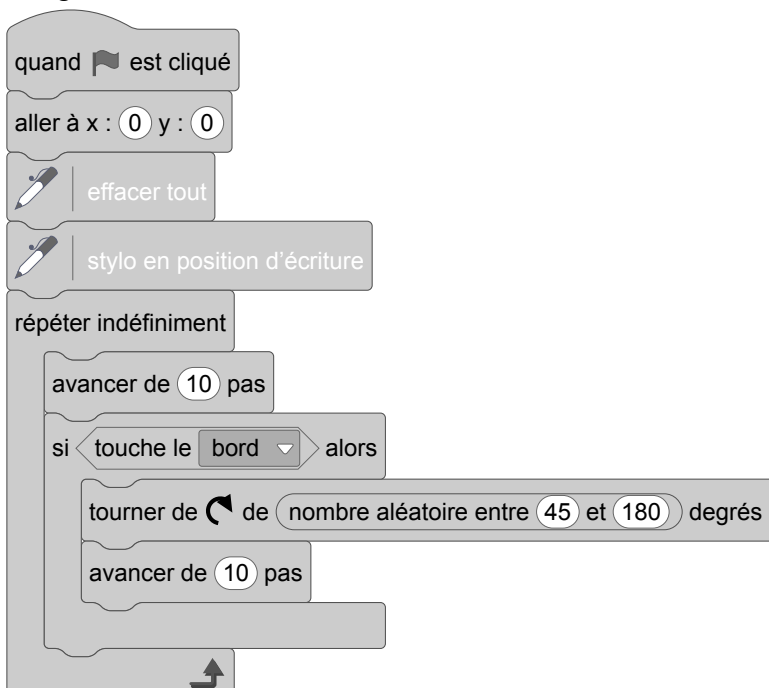 quand est cliqué
aller à x : 0 y : 0
effacer tout
stylo en position d'écriture
répéter indéfiniment
avancer de 10 pas
si touche le bord alors
tourner de de nombre aléatoire entre 45 et 180 degrés
avancer de 10 pas